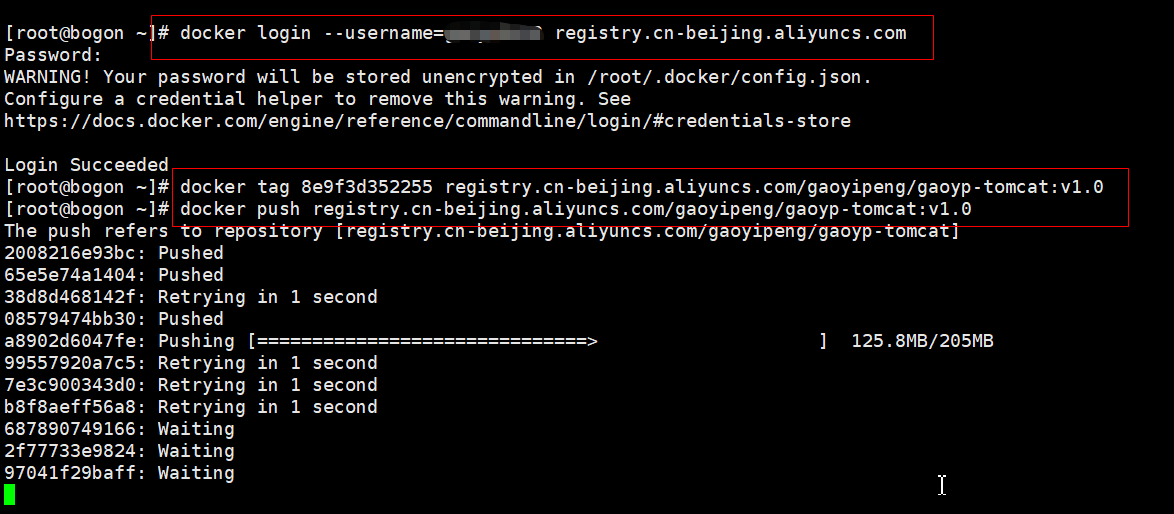 [root@bogon ~]# docker login --username= registry.cn-beijing.aliyuncs.com
Password:
WARNING! Your password will be stored unencrypted in /root/.docker/config.json.
Configure a credential helper to remove this warning. See
https://docs.docker.com/engine/reference/commandline/login/#credentials-store
Login Succeeded
[root@bogon ~]# docker tag 8e9f3d352255 registry.cn-beijing.aliyuncs.com/gaoyipeng/gaoyp-tomcat:v1.0
[root@bogon ~]# docker push registry.cn-beijing.aliyuncs.com/gaoyipeng/gaoyp-tomcat:v1.0
The push refers to repository [registry.cn-beijing.aliyuncs.com/gaoyipeng/gaoyp-tomcat]
2008216e93bc: Pushed
65e5e74a1404: Pushed
38d8d468142f: Retrying in 1 second
08579474bb30: Pushed
a8902d6047fe: Pushing [==============================>                    ]  125.8MB/205MB
99557920a7c5: Retrying in 1 second
7e3c900343d0: Retrying in 1 second
b8f8aeff56a8: Retrying in 1 second
687890749166: Waiting
2f77733e9824: Waiting
97041f29baff: Waiting